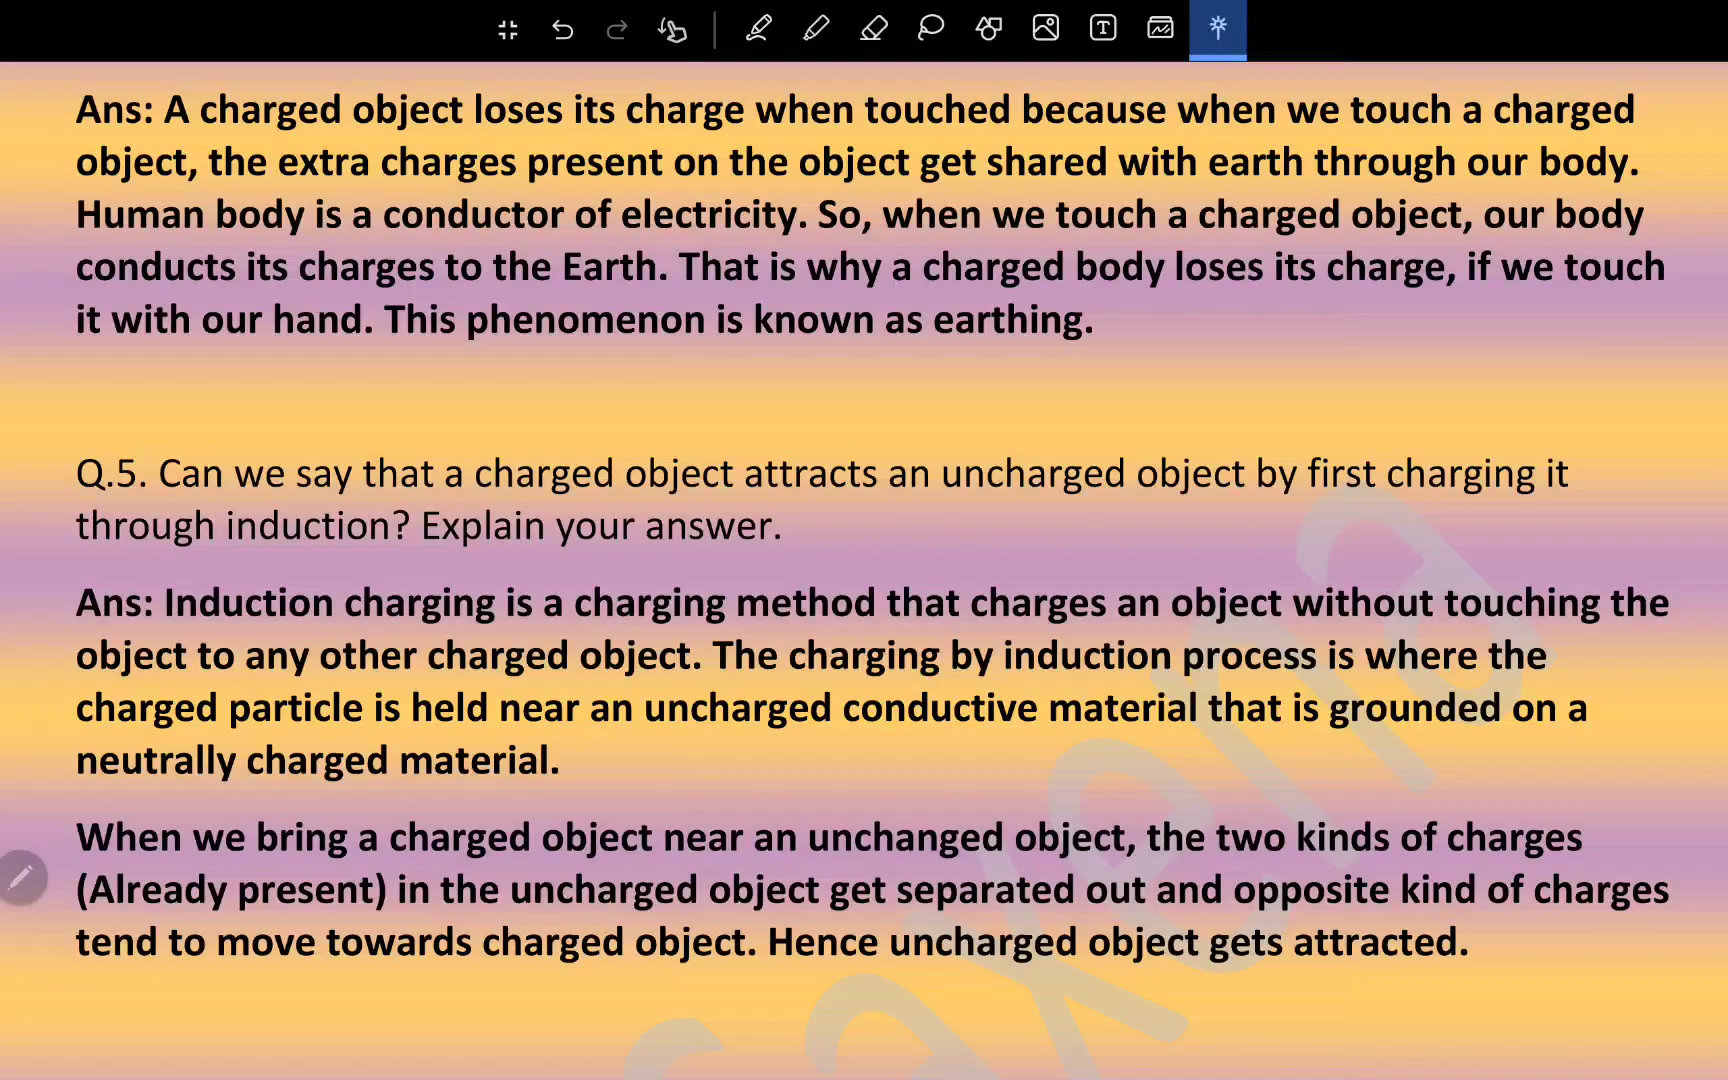 Ans: A charged object loses its charge when touched because when we touch a charged
object, the extra charges present on the object get shared with earth through our body.
Human body is a conductor of electricity. So, when we touch a charged object, our body
conducts its charges to the Earth. That is why a charged body loses its charge, if we touch
it with our hand. This phenomenon is known as earthing.
Q.5. Can we say that a charged object attracts an uncharged object by first charging it
through induction? Explain your answer.
Ans: Induction charging is a charging method that charges an object without touching the
object to any other charged object. The charging by induction process is where the
charged particle is held near an uncharged conductive material that is grounded on a
neutrally charged material.
When we bring a charged object near an unchanged object, the two kinds of charges
(Already present) in the uncharged object get separated out and opposite kind of charges
tend to move towards charged object. Hence uncharged object gets attracted.